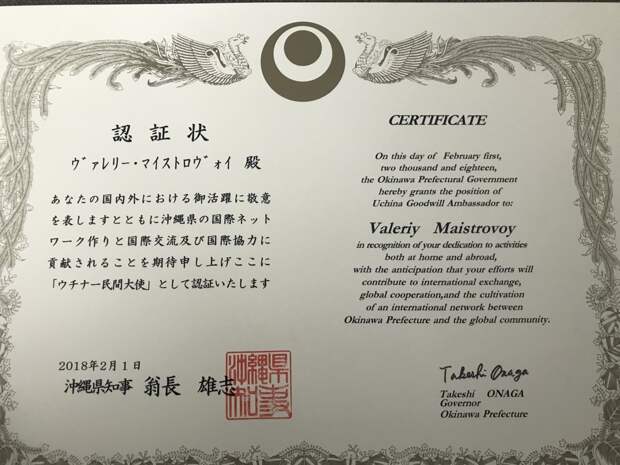 認証状
ヴァレリー・マイストロヴォイ 殿
あなたの国内外における御活躍に敬意
を表しますとともに沖縄県の国際ネット
ワーク作りと国際交流及び国際協力に
貢献されることを期待申し上げここに
「ウチナー民間大使」として認証いたします
2018年2月1日
沖縄県知事 翁長 雄志
沖縄県知事
CERTIFICATE
On this day of February first,
two thousand and eighteen,
the Okinawa Prefectural Government
hereby grants the position of
Uchina Goodwill Ambassador to:
Valeriy Maistrovoy
in recognition of your dedication to activities
both at home and abroad,
with the anticipation that your efforts will
contribute to international exchange,
global cooperation,and the cultivation
of an international network between
Okinawa Prefecture and the global community.
Takeshi Onaga
Takeshi ONAGA
Governor
Okinawa Prefecture